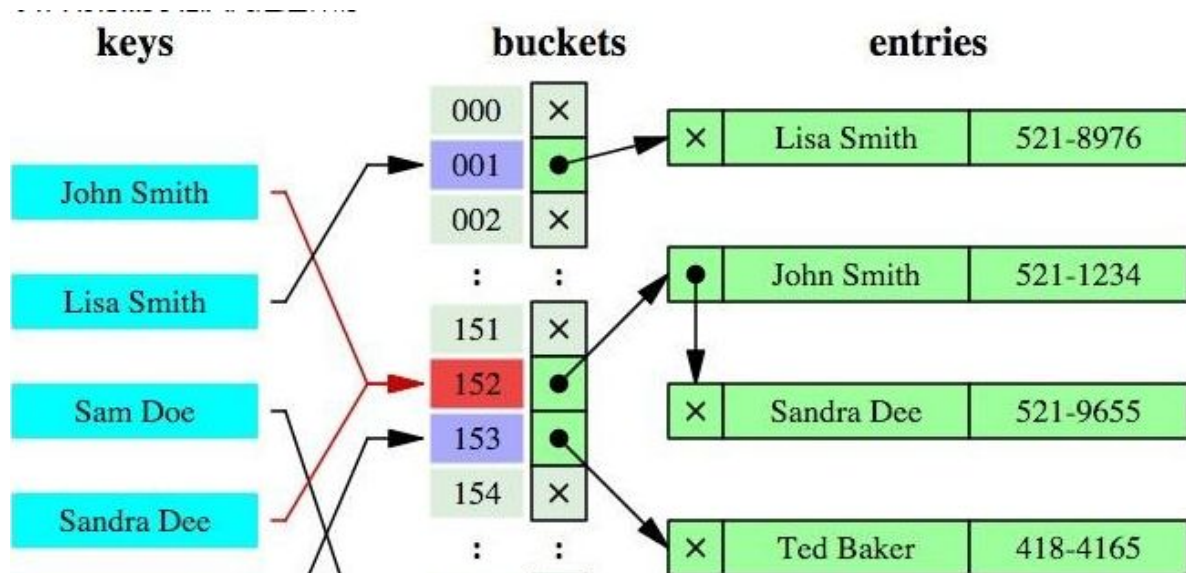 keys buckets entries
000 ×
Lisa Smith 521-8976
001
John Smith
002 ×
John Smith 521-1234
: :
Lisa Smith
151 ×
152
Sam Doe
Sandra Dee 521-9655
153
154 ×
Sandra Dee
Ted Baker 418-4165
: :